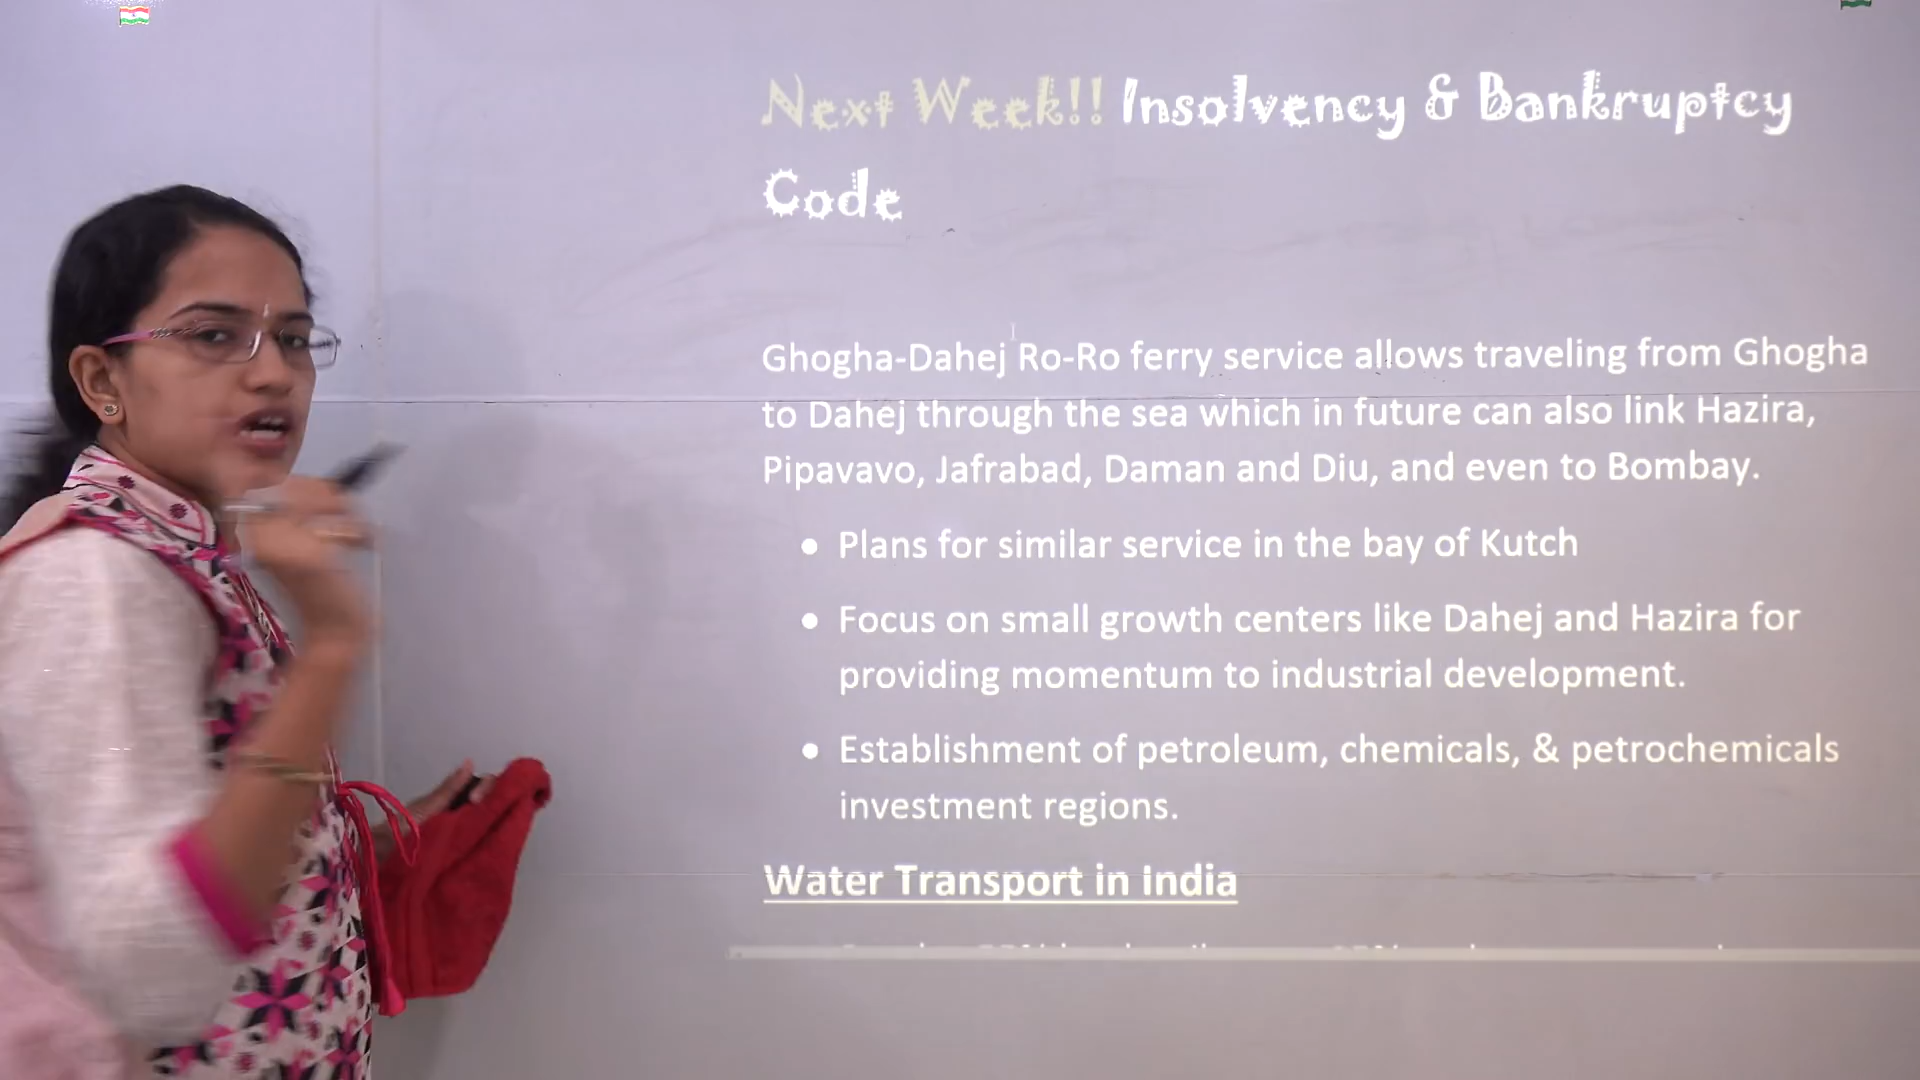 Next Week!! Insolvency & Bankruptcy
Code
Ghogha-Dahej Ro-Ro ferry service allows traveling from Ghogha
to Dahej through the sea which in future can also link Hazira,
Pipavavo, Jafrabad, Daman and Diu, and even to Bombay.
• Plans for similar service in the bay of Kutch
• Focus on small growth centers like Dahej and Hazira for
providing momentum to industrial development.
• Establishment of petroleum, chemicals, & petrochemicals
investment regions.
Water Transport in India